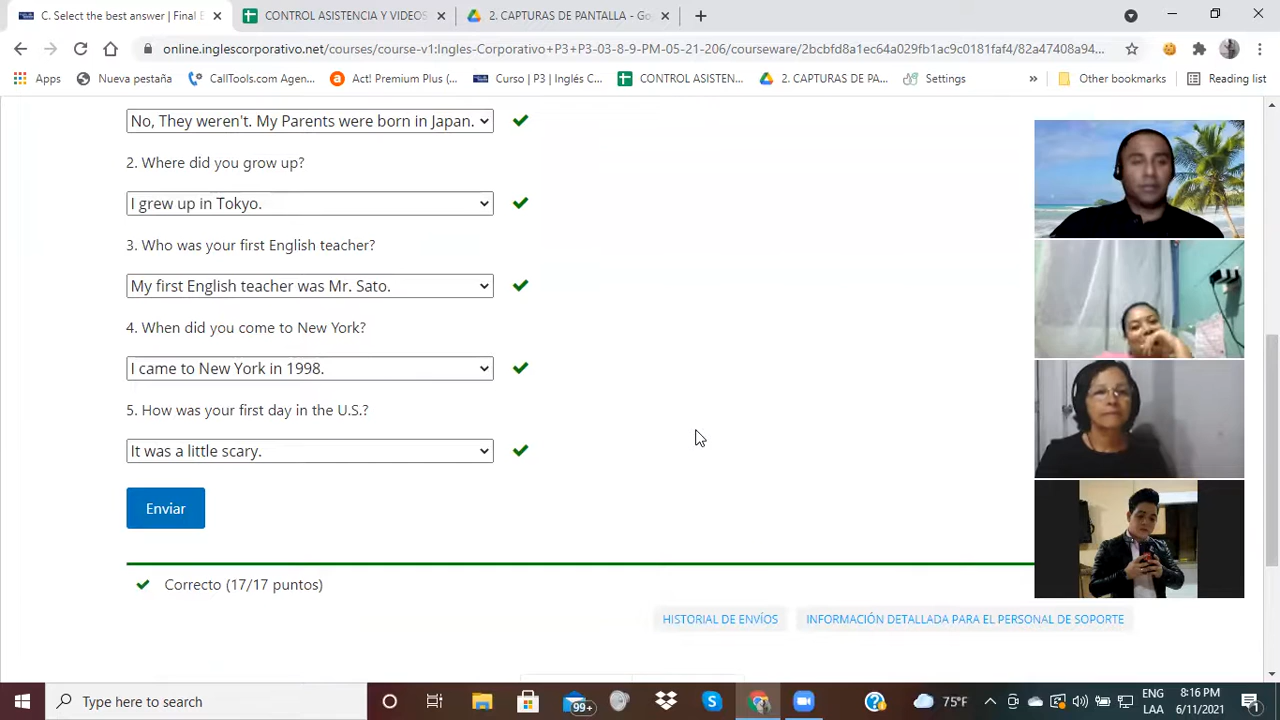 C. Select the best answer | Final E
CONTROL ASISTENCIA Y VIDEOS
2. CAPTURAS DE PANTALLA - Go
online.inglescorporativo.net/courses/course-v1:Ingles-Corporativo+P3+P3-03-8-9-PM-05-21-206/courseware/2bcbfd8a1ec64a029fb1ac9c0181faf4/82a47408a94...
Apps
Nueva pestaña
CallTools.com Agen...
Act! Premium Plus (...
Curso | P3 | Inglés C...
CONTROL ASISTEN...
2. CAPTURAS DE PA...
Settings
»
Other bookmarks
Reading list
No, They weren't. My Parents were born in Japan.
2. Where did you grow up?
I grew up in Tokyo.
3. Who was your first English teacher?
My first English teacher was Mr. Sato.
4. When did you come to New York?
I came to New York in 1998.
5. How was your first day in the U.S.?
It was a little scary.
Enviar
Correcto (17/17 puntos)
HISTORIAL DE ENVÍOS
INFORMACIÓN DETALLADA PARA EL PERSONAL DE SOPORTE
Type here to search
99+
75°F
ENG
LAA
8:16 PM
6/11/2021
1